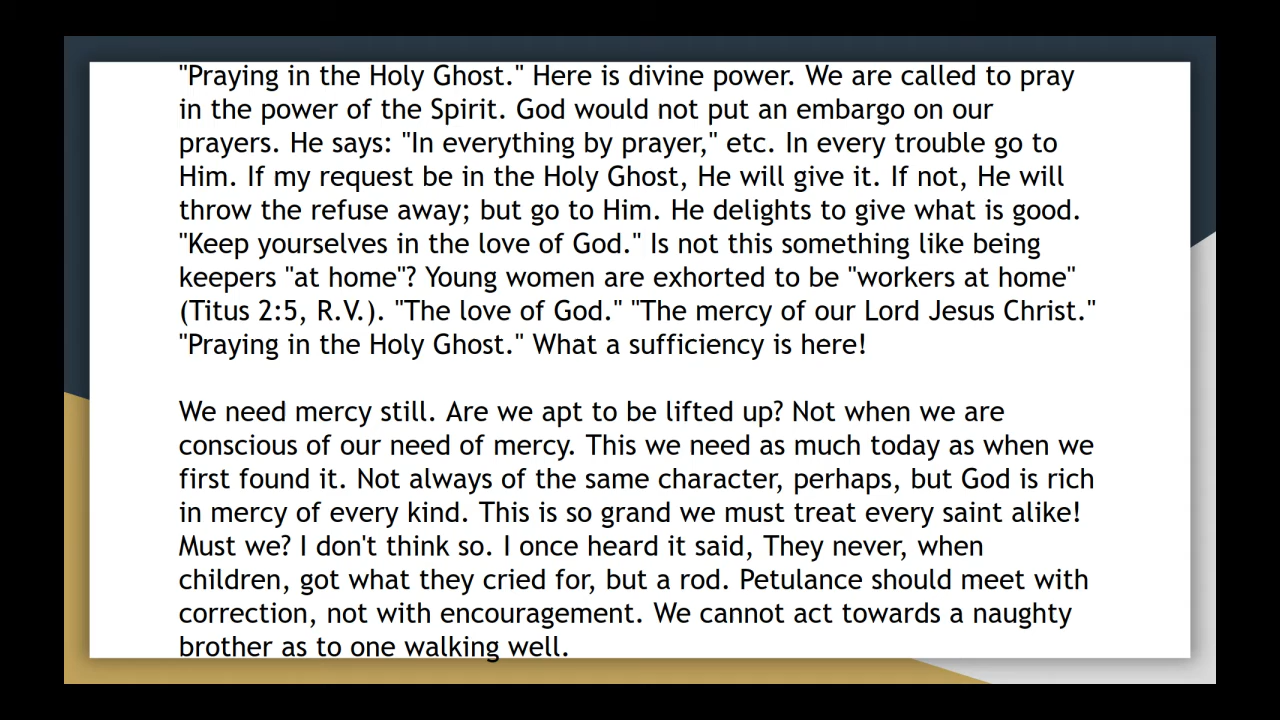 "Praying in the Holy Ghost." Here is divine power. We are called to pray
in the power of the Spirit. God would not put an embargo on our
prayers. He says: "In everything by prayer," etc. In every trouble go to
Him. If my request be in the Holy Ghost, He will give it. If not, He will
throw the refuse away; but go to Him. He delights to give what is good.
"Keep yourselves in the love of God." Is not this something like being
keepers "at home"? Young women are exhorted to be "workers at home"
(Titus 2:5, R.V.). "The love of God." "The mercy of our Lord Jesus Christ."
"Praying in the Holy Ghost." What a sufficiency is here!
We need mercy still. Are we apt to be lifted up? Not when we are
conscious of our need of mercy. This we need as much today as when we
first found it. Not always of the same character, perhaps, but God is rich
in mercy of every kind. This is so grand we must treat every saint alike!
Must we? I don't think so. I once heard it said, They never, when
children, got what they cried for, but a rod. Petulance should meet with
correction, not with encouragement. We cannot act towards a naughty
brother as to one walking well.